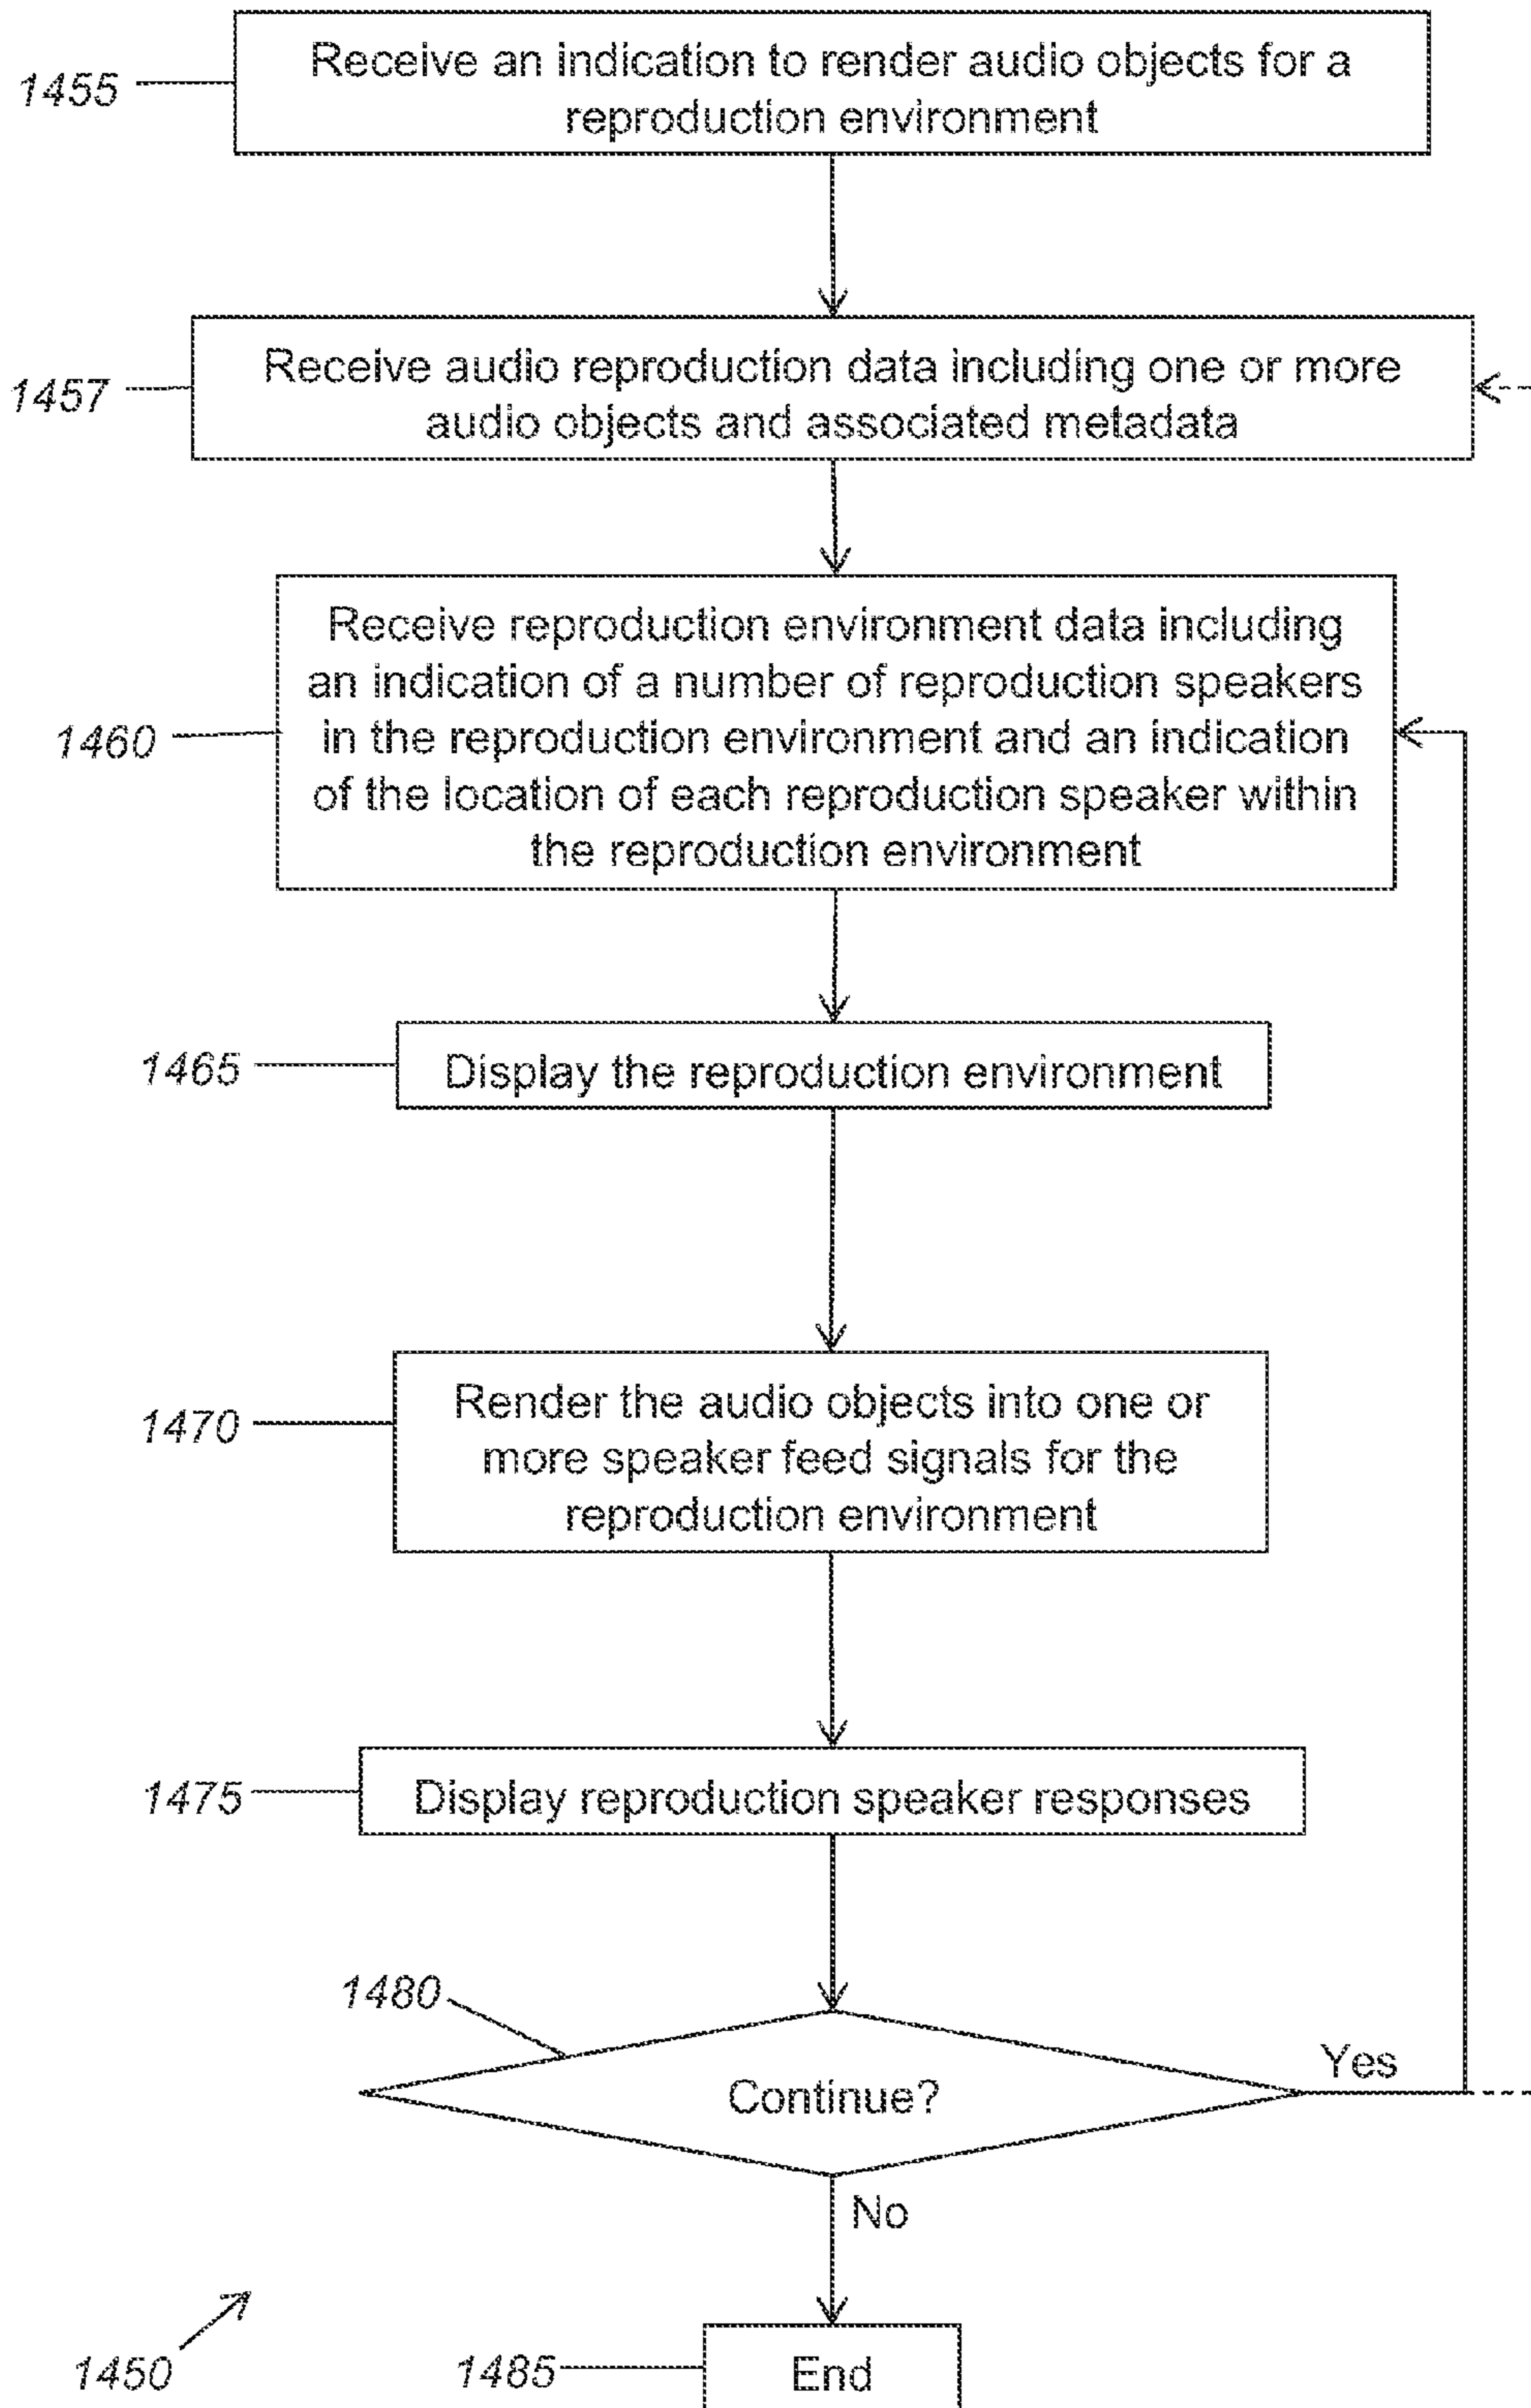 1455
Receive an indication to render audio objects for a
reproduction environment
1457
Receive audio reproduction data including one or more
audio objects and associated metadata
1460
Receive reproduction environment data including
an indication of a number of reproduction speakers
in the reproduction environment and an indication
of the location of each reproduction speaker within
the reproduction environment
1465
Display the reproduction environment
1470
Render the audio objects into one or
more speaker feed signals for the
reproduction environment
1475
Display reproduction speaker responses
1480
Continue?
Yes
No
1450
1485
End